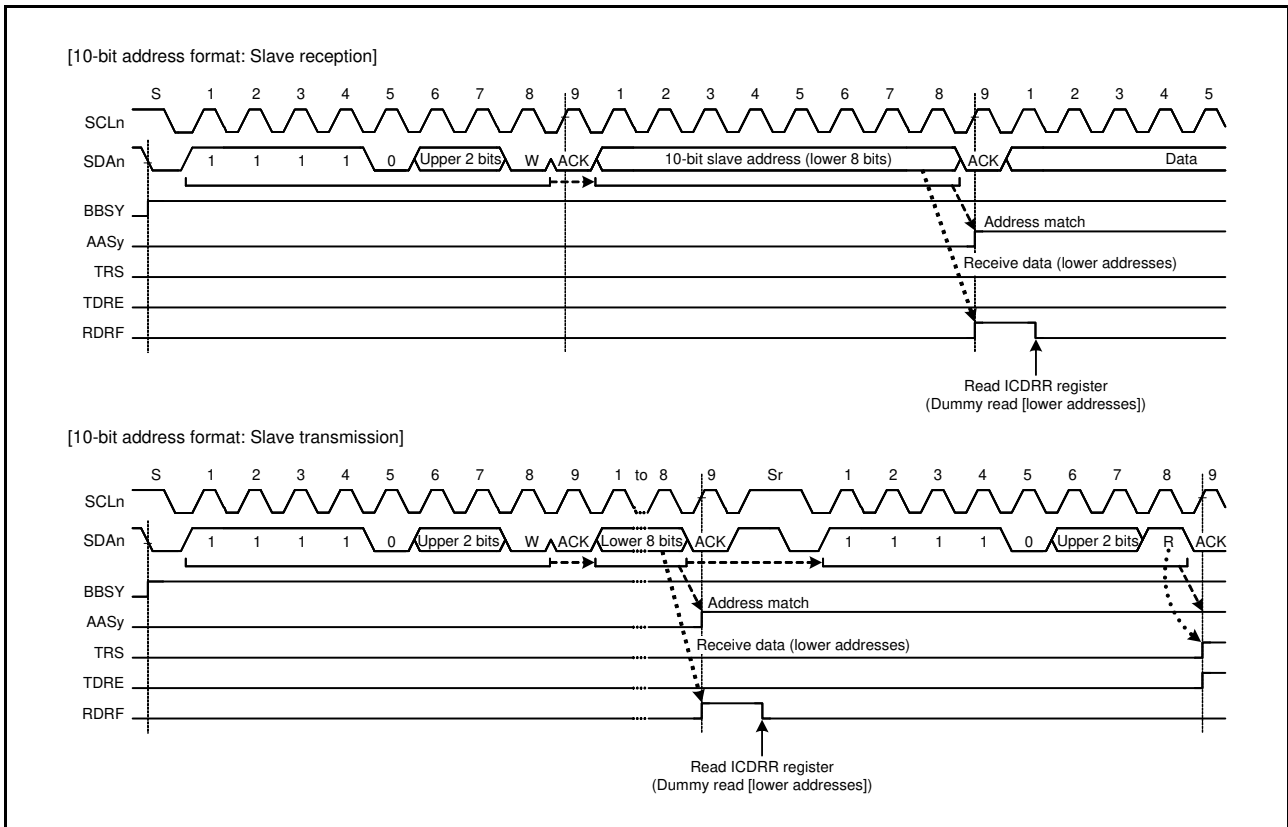 [10-bit address format: Slave reception]
S 1 2 3 4 5 6 7 8 9 1 2 3 4 5 6 7 8 9 1 2 3 4 5
SCLn
SDAn 1 1 1 1 0 Upper 2 bits W ACK 10-bit slave address (lower 8 bits) ACK Data
BBSY
Address match
AASy
Receive data (lower addresses)
TRS
TDRE
RDRF
Read ICDRR register
(Dummy read [lower addresses])
[10-bit address format: Slave transmission]
S 1 2 3 4 5 6 7 8 9 1 to 8 9 Sr 1 2 3 4 5 6 7 8 9
SCLn
SDAn 1 1 1 1 0 Upper 2 bits W ACK Lower 8 bits ACK 1 1 1 1 0 Upper 2 bits R ACK
BBSY
Address match
AASy
Receive data (lower addresses)
TRS
TDRE
RDRF
Read ICDRR register
(Dummy read [lower addresses])